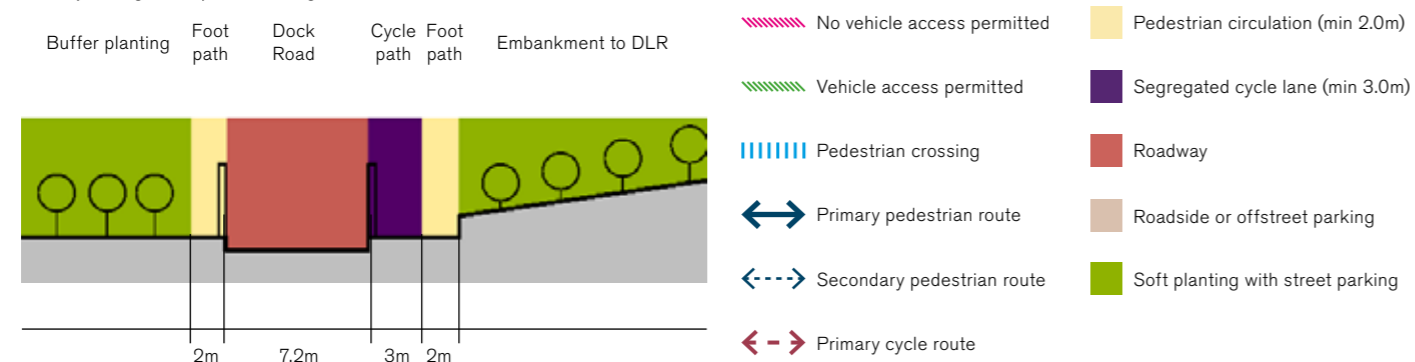 Buffer planting
Foot
path
Dock
Road
Cycle
path
Foot
path
Embankment to DLR
2m
7.2m
3m
2m
No vehicle access permitted
Vehicle access permitted
Pedestrian crossing
Primary pedestrian route
Secondary pedestrian route
Primary cycle route
Pedestrian circulation (min 2.0m)
Segregated cycle lane (min 3.0m)
Roadway
Roadside or offstreet parking
Soft planting with street parking